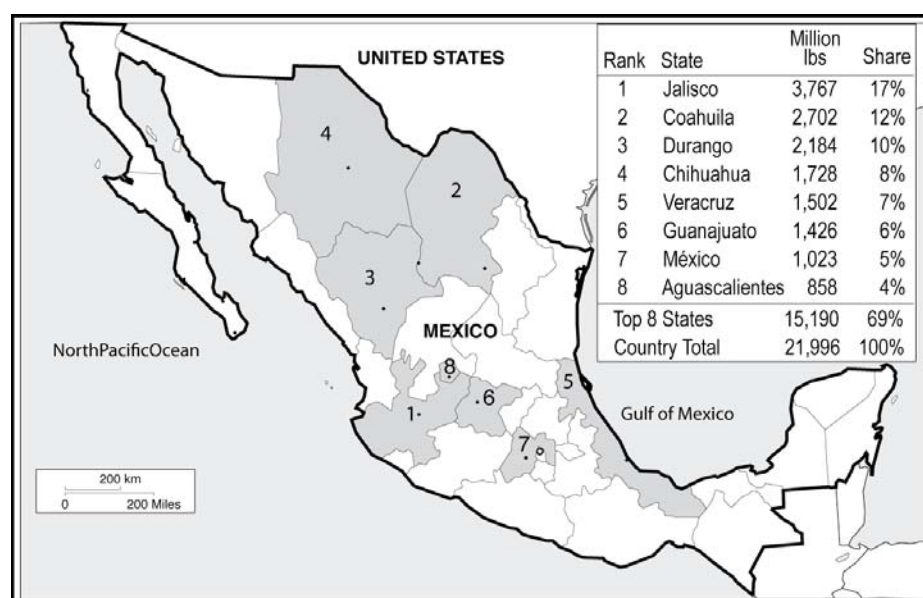 UNITED STATES
Million
Rank State lbs Share
1 Jalisco 3,767 17%
2 Coahuila 2,702 12%
3 Durango 2,184 10%
4 Chihuahua 1,728 8%
5 Veracruz 1,502 7%
6 Guanajuato 1,426 6%
7 México 1,023 5%
8 Aguascalientes 858 4%
Top 8 States 15,190 69%
Country Total 21,996 100%
4
2
3
MEXICO
NorthPacificOcean
8
5
6
1
Gulf of Mexico
7
200 km
0 200 Miles